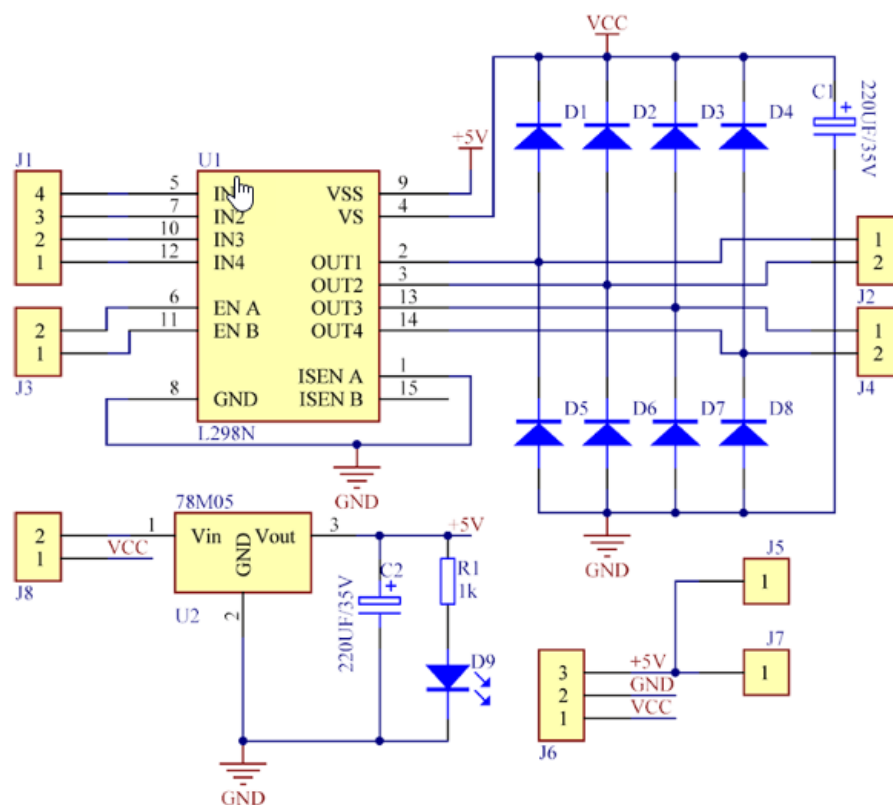 VCC
C1
220UF/35V
+
D1
D2
D3
D4
+5V
J1
U1
4
5
IN
VSS
9
3
7
IN2
VS
4
2
10
IN3
1
12
IN4
OUT1
2
1
OUT2
3
2
6
EN A
OUT3
13
J2
2
11
EN B
OUT4
14
1
1
2
J3
ISEN A
1
J4
8
GND
ISEN B
15
D5
D6
D7
D8
L298N
GND
78M05
2
1
Vin
Vout
3
+5V
1
VCC
GND
J8
GND
U2
2
C2
+
220UF/35V
R1
1k
D9
J5
1
J7
3
+5V
1
2
GND
1
VCC
J6
GND